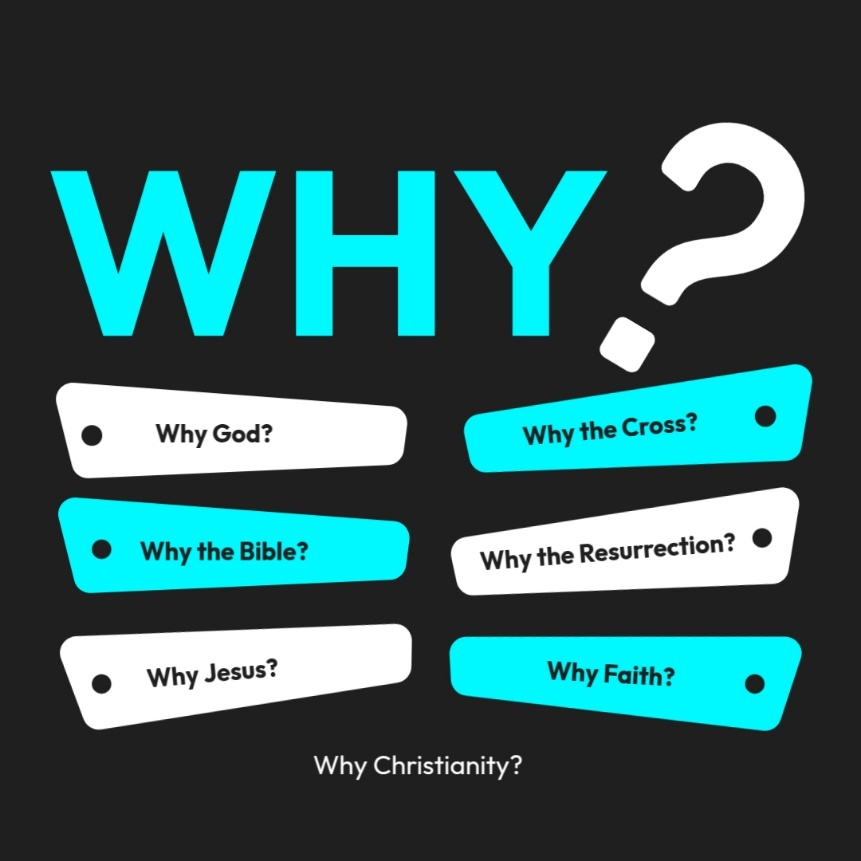 WHY?
Why God?
Why the Bible?
Why Jesus?
Why the Cross?
Why the Resurrection?
Why Faith?
Why Christianity?